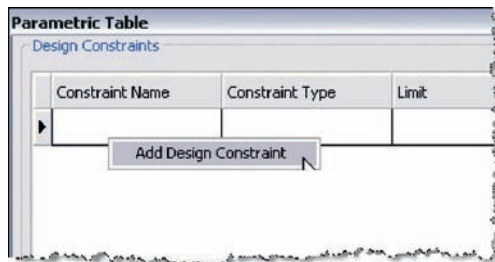 Parametric Table
Design Constraints
Constraint Name Constraint Type Limit
Add Design Constraint